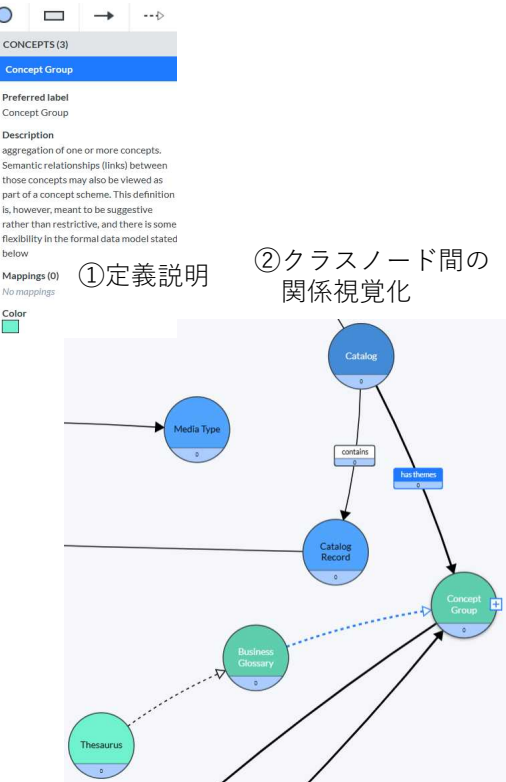 CONCEPTS (3)
Concept Group
Preferred label
Concept Group
Description
aggregation of one or more concepts.
Semantic relationships (links) between
those concepts may also be viewed as
part of a concept scheme. This definition
is, however, meant to be suggestive
rather than restrictive, and there is some
flexibility in the formal data model stated
below
Mappings (0)
No mappings
Color
①定義説明
②クラスノード間の
関係視覚化
Catalog
0
Media Type
0
contains
0
has themes
0
Catalog
Record
0
Concept
Group
0
Business
Glossary
0
Thesaurus
0